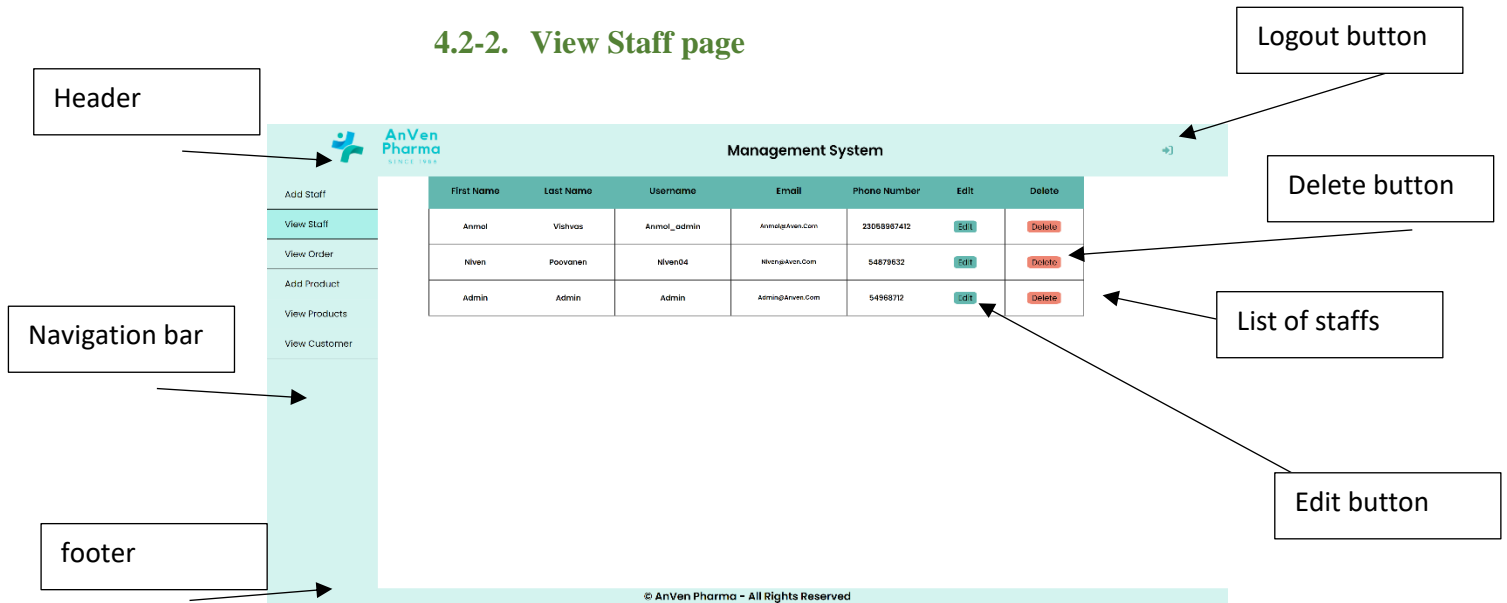 4.2-2. View Staff page
Logout button
Header
AnVen
Pharma
SINCE 1984
Management System
Delete button
Add Staff
View Staff
View Order
Add Product
View Products
View Customer
First Name Last Name Username Email Phone Number Edit Delete
Anmol Vishvas Anmol_admin Anmol@Aven.Com 23058967412 Edit Delete
Niven Poovanen Niven04 Niven@Aven.Com 54879632 Edit Delete
Admin Admin Admin Admin@Anven.Com 54968712 Edit Delete
Navigation bar
List of staffs
Edit button
footer
© AnVen Pharma - All Rights Reserved